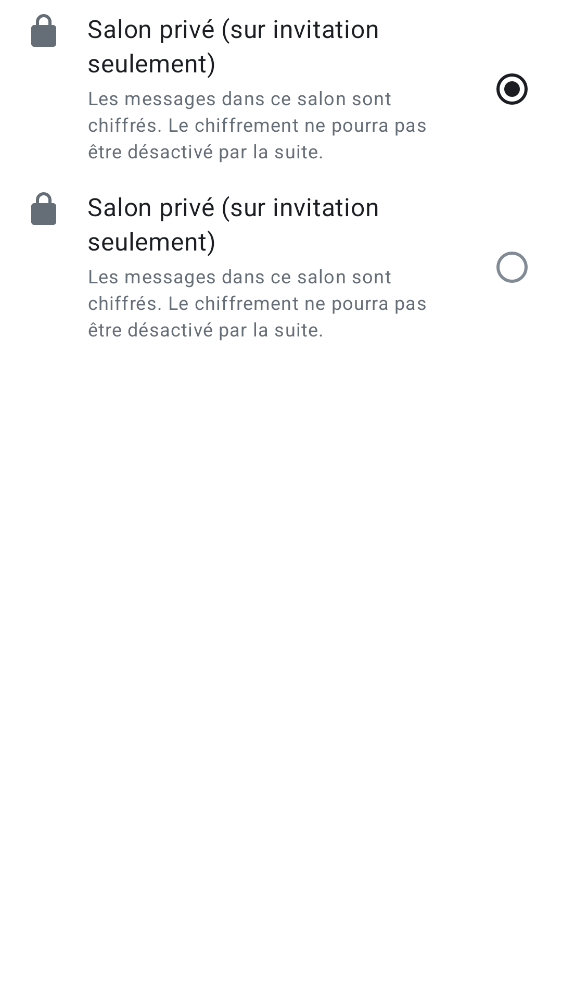 Salon privé (sur invitation
seulement)
Les messages dans ce salon sont
chiffrés. Le chiffrement ne pourra pas
être désactivé par la suite.
Salon privé (sur invitation
seulement)
Les messages dans ce salon sont
chiffrés. Le chiffrement ne pourra pas
être désactivé par la suite.